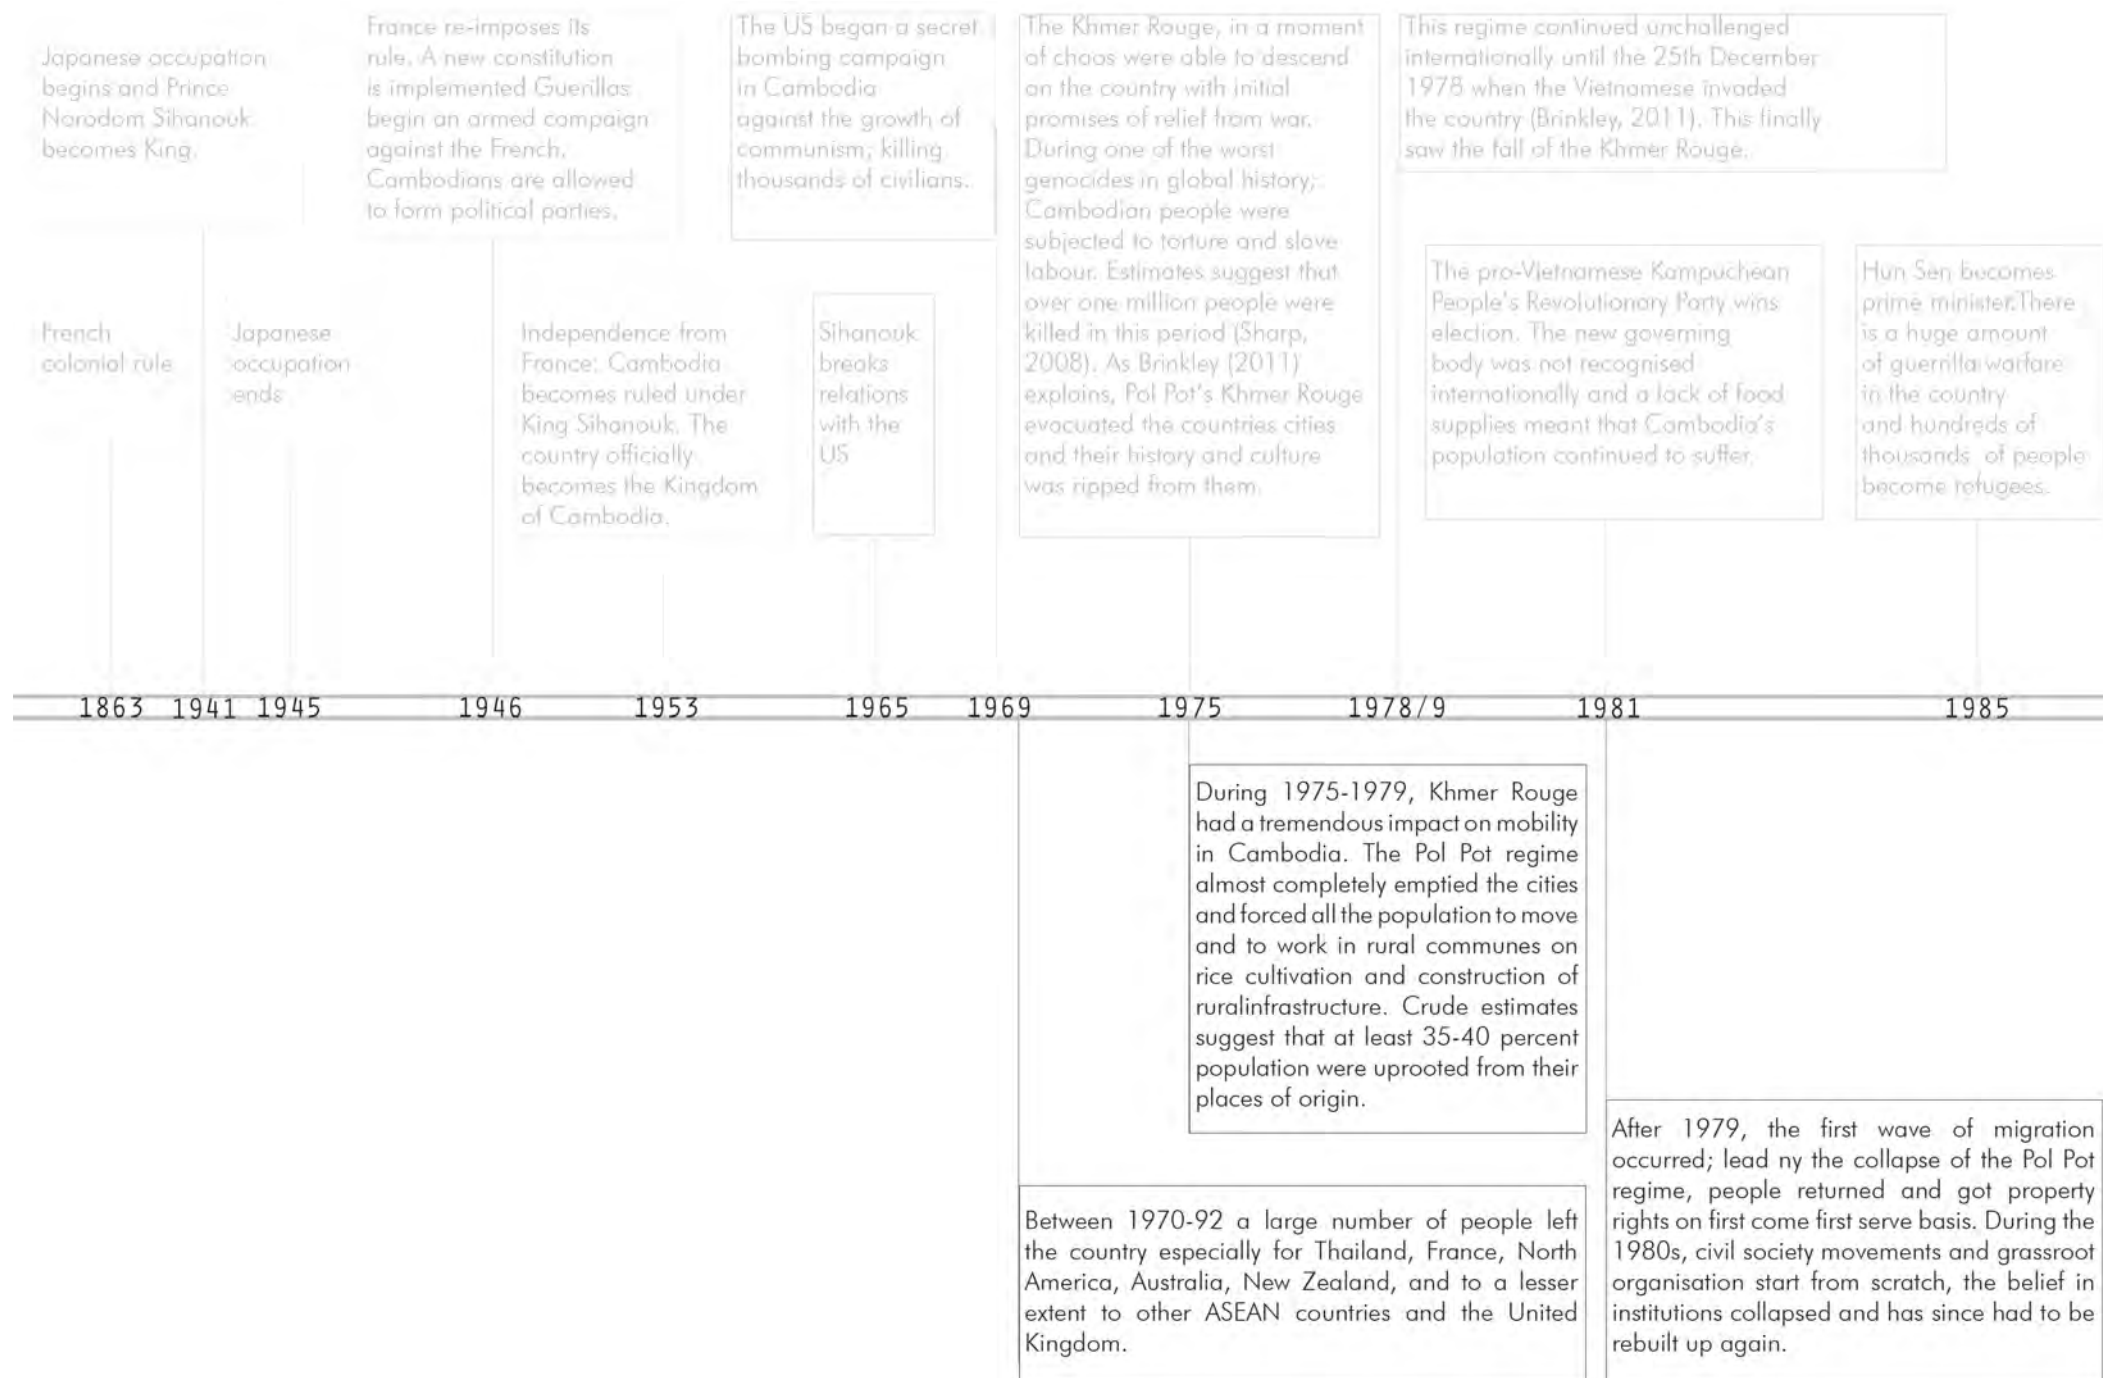 Japanese occupation
begins and Prince
Norodom Sihanouk
becomes King.
France re-imposes its
rule. A new constitution
is implemented Guerillas
begin an armed campaign
against the French.
Cambodians are allowed
to form political parties.
The US began a secret
bombing campaign
in Cambodia
against the growth of
communism; killing
thousands of civilians.
The Khmer Rouge, in a moment
of chaos were able to descend
on the country with initial
promises of relief from war.
During one of the worst
genocides in global history;
Cambodian people were
subjected to torture and slave
labour. Estimates suggest that
over one million people were
killed in this period (Sharp,
2008). As Brinkley (2011)
explains, Pol Pot's Khmer Rouge
evacuated the countries cities
and their history and culture
was ripped from them.
This regime continued unchallenged
internationally until the 25th December
1978 when the Vietnamese invaded
the country (Brinkley, 2011). This finally
saw the fall of the Khmer Rouge.
French
colonial rule
Japanese
occupation
ends
Independence from
France: Cambodia
becomes ruled under
King Sihanouk. The
country officially
becomes the Kingdom
of Cambodia.
Sihanouk
breaks
relations
with the
US
The pro-Vietnamese Kampuchean
People's Revolutionary Party wins
election. The new governing
body was not recognised
internationally and a lack of food
supplies meant that Cambodia's
population continued to suffer.
Hun Sen becomes
prime minister.There
is a huge amount
of guerrilla warfare
in the country
and hundreds of
thousands of people
become refugees.
1863 1941 1945 1946 1953 1965 1969 1975 1978/9 1981 1985
During 1975-1979, Khmer Rouge
had a tremendous impact on mobility
in Cambodia. The Pol Pot regime
almost completely emptied the cities
and forced all the population to move
and to work in rural communes on
rice cultivation and construction of
ruralinfrastructure. Crude estimates
suggest that at least 35-40 percent
population were uprooted from their
places of origin.
Between 1970-92 a large number of people left
the country especially for Thailand, France, North
America, Australia, New Zealand, and to a lesser
extent to other ASEAN countries and the United
Kingdom.
After 1979, the first wave of migration
occurred; lead ny the collapse of the Pol Pot
regime, people returned and got property
rights on first come first serve basis. During the
1980s, civil society movements and grassroot
organisation start from scratch, the belief in
institutions collapsed and has since had to be
rebuilt up again.